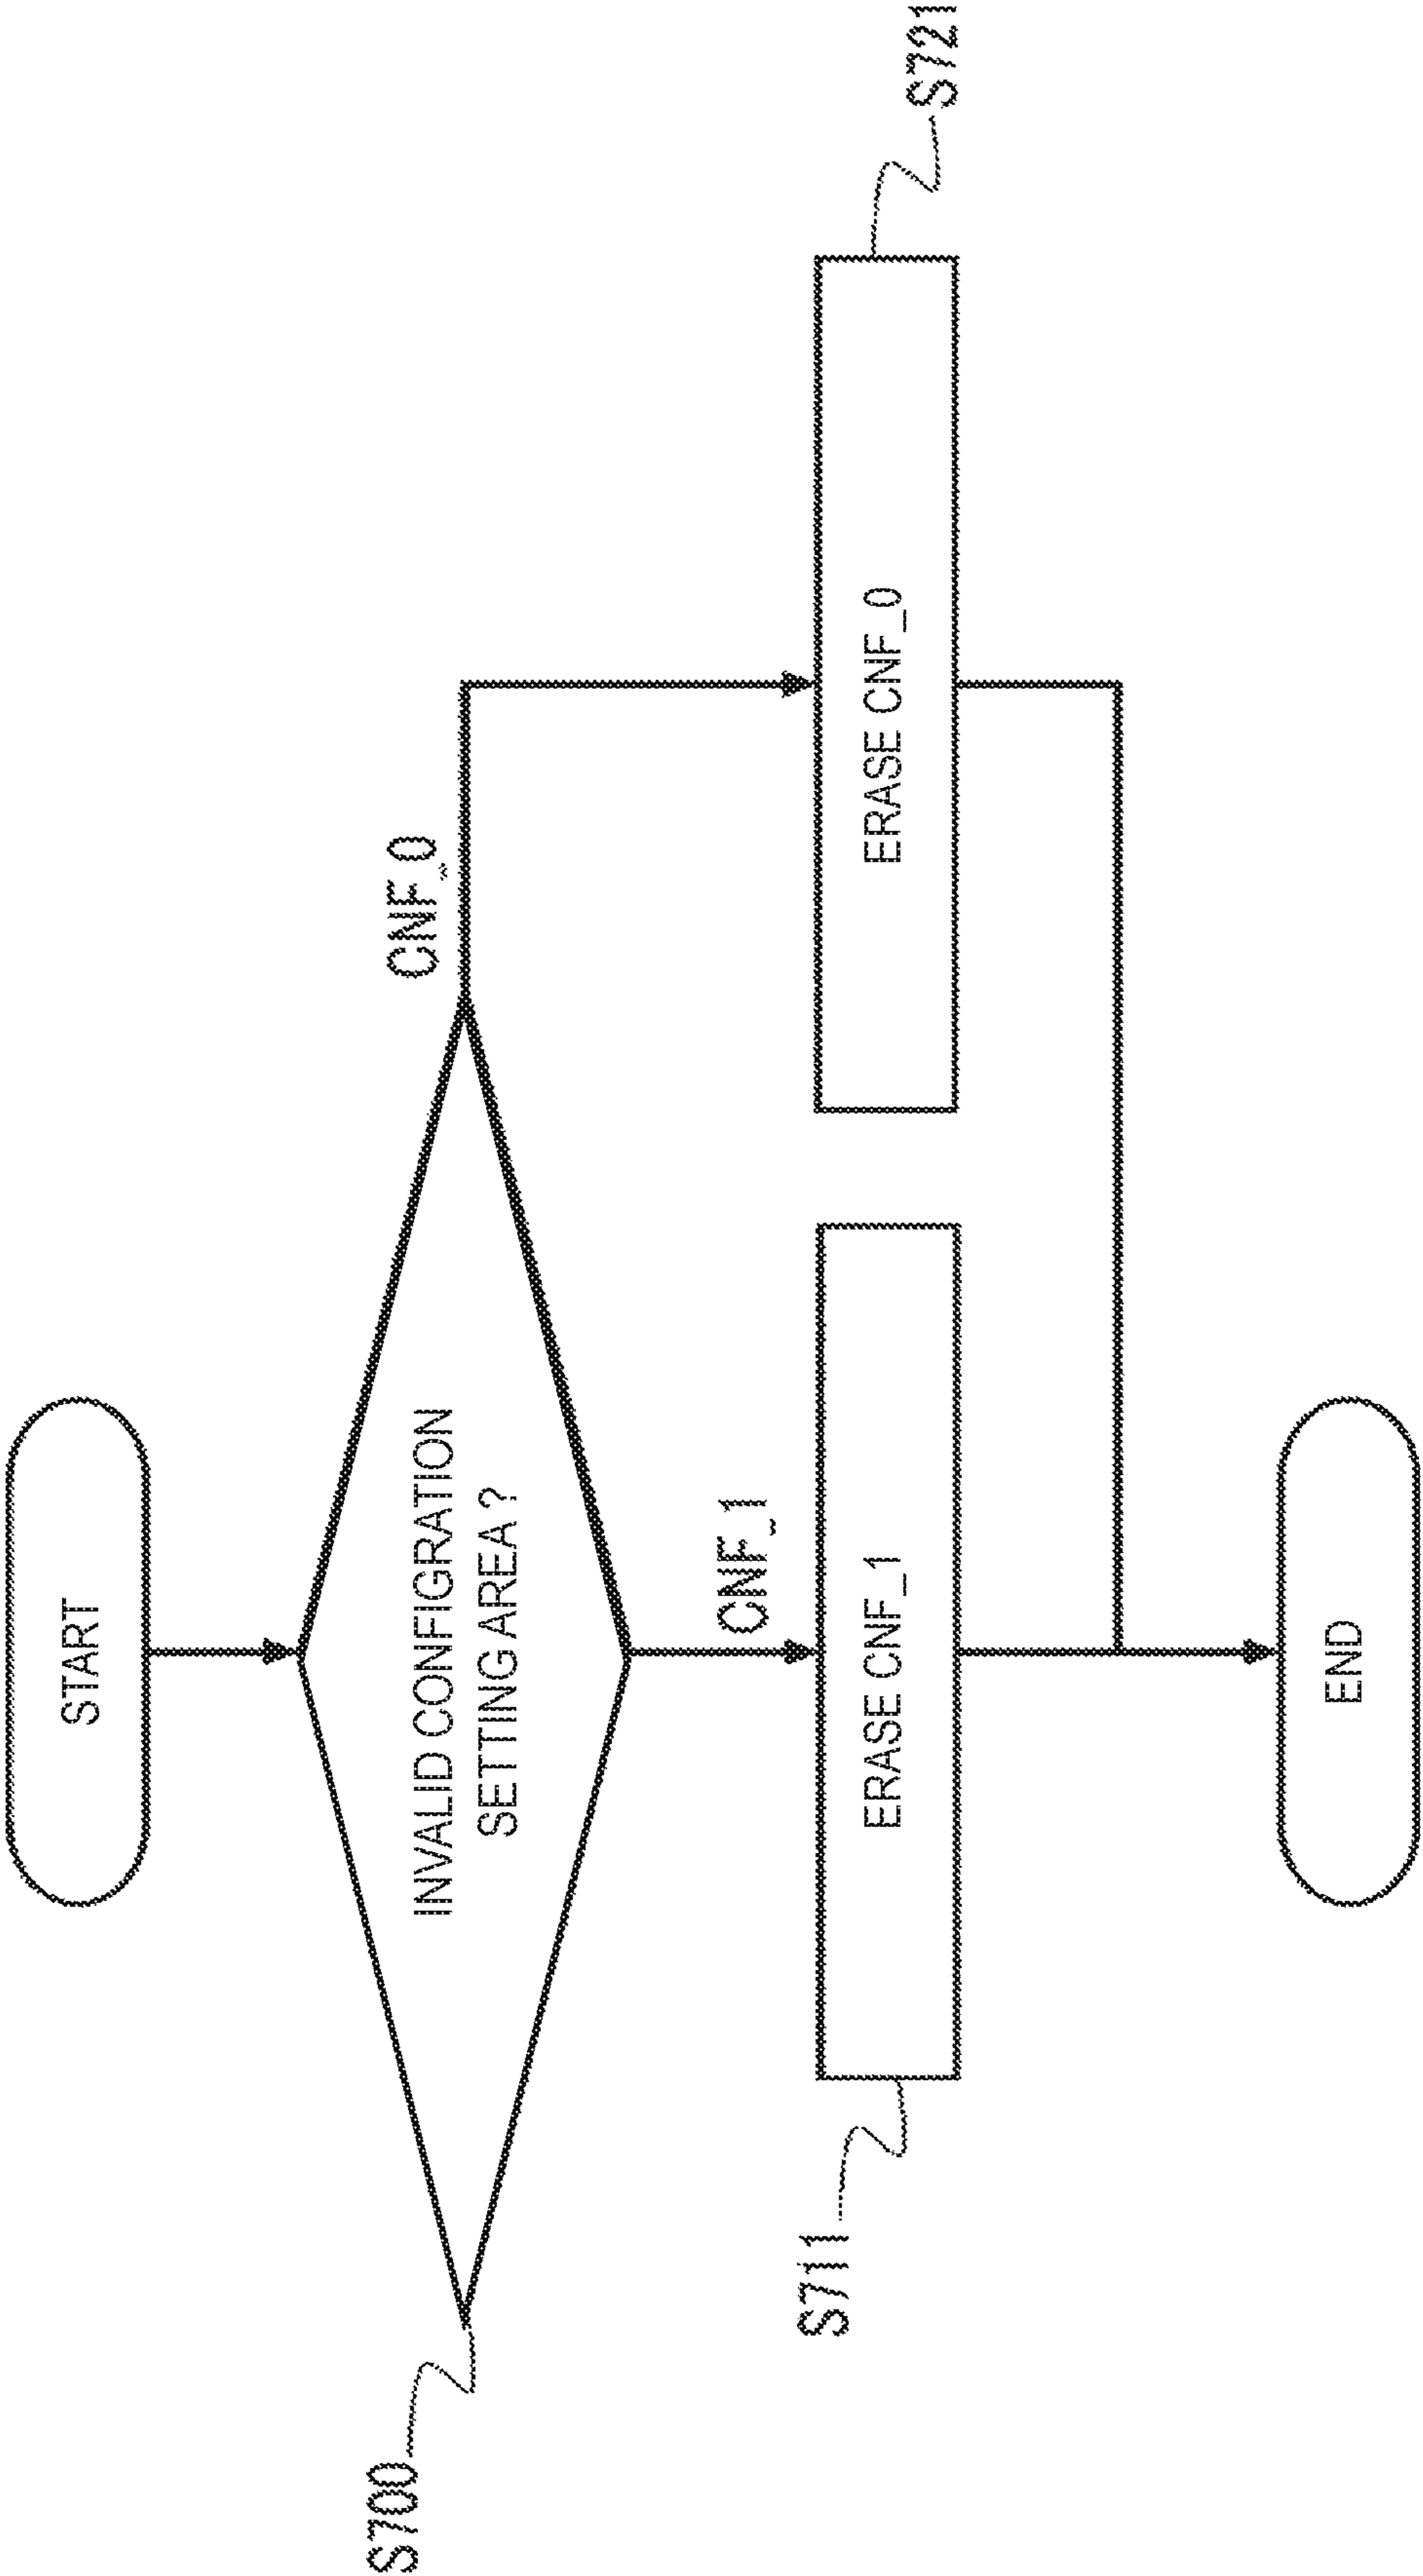 START
S700
INVALID CONFIGRATION
SETTING AREA ?
CNF_0
CNF_1
S711
ERASE CNF_1
ERASE CNF_0
S721
END